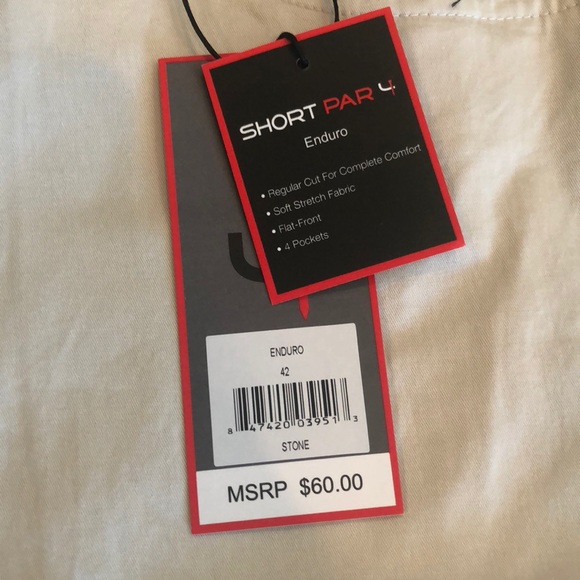 SHORT PAR 4
Enduro
• Regular Cut For Complete Comfort
• Soft Stretch Fabric
• Flat-Front
• 4 Pockets
ENDURO
42
8 47420 03951 3
STONE
MSRP $60.00